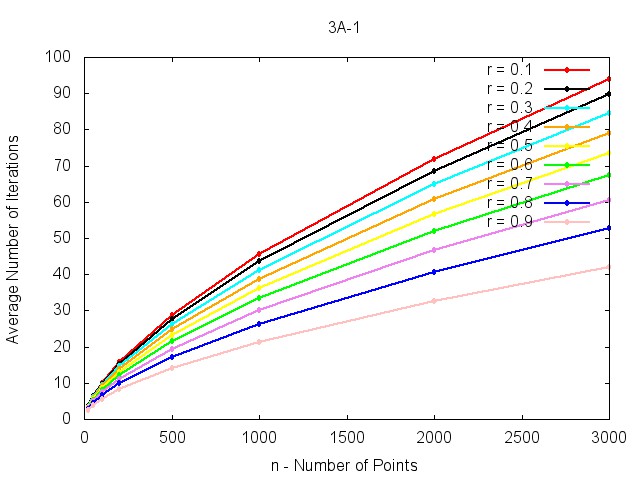 3A-1
100
90
80
70
60
50
40
30
20
10
0
Average Number of Iterations
r = 0.1
r = 0.2
r = 0.3
r = 0.4
r = 0.5
r = 0.6
r = 0.7
r = 0.8
r = 0.9
0 500 1000 1500 2000 2500 3000
n - Number of Points